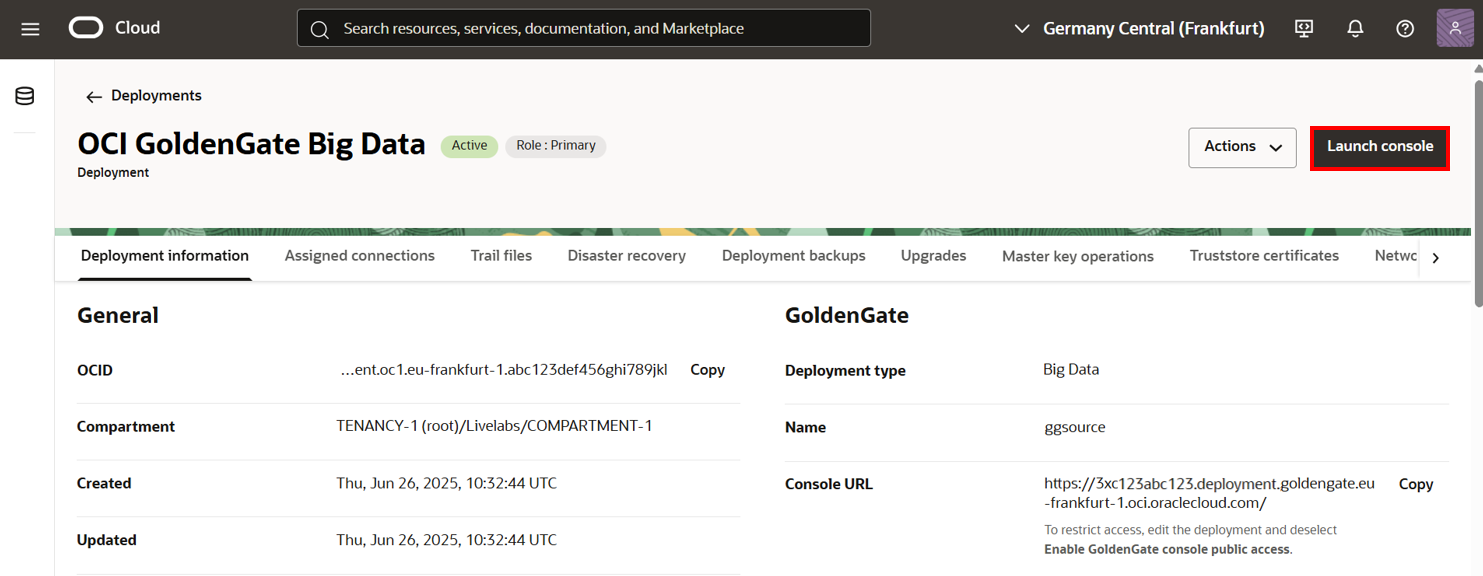 Cloud
Search resources, services, documentation, and Marketplace
Germany Central (Frankfurt)
Deployments
OCI GoldenGate Big Data
Active
Role : Primary
Deployment
Actions
Launch console
Deployment information
Assigned connections
Trail files
Disaster recovery
Deployment backups
Upgrades
Master key operations
Truststore certificates
Netwc
General
OCID
...ent.oc1.eu-frankfurt-1.abc123def456ghi789jkl
Copy
Compartment
TENANCY-1 (root)/Livelabs/COMPARTMENT-1
Created
Thu, Jun 26, 2025, 10:32:44 UTC
Updated
Thu, Jun 26, 2025, 10:32:44 UTC
GoldenGate
Deployment type
Big Data
Name
ggsource
Console URL
https://3xc123abc123.deployment.goldengate.eu
-frankfurt-1.oci.oraclecloud.com/
Copy
To restrict access, edit the deployment and deselect
Enable GoldenGate console public access.